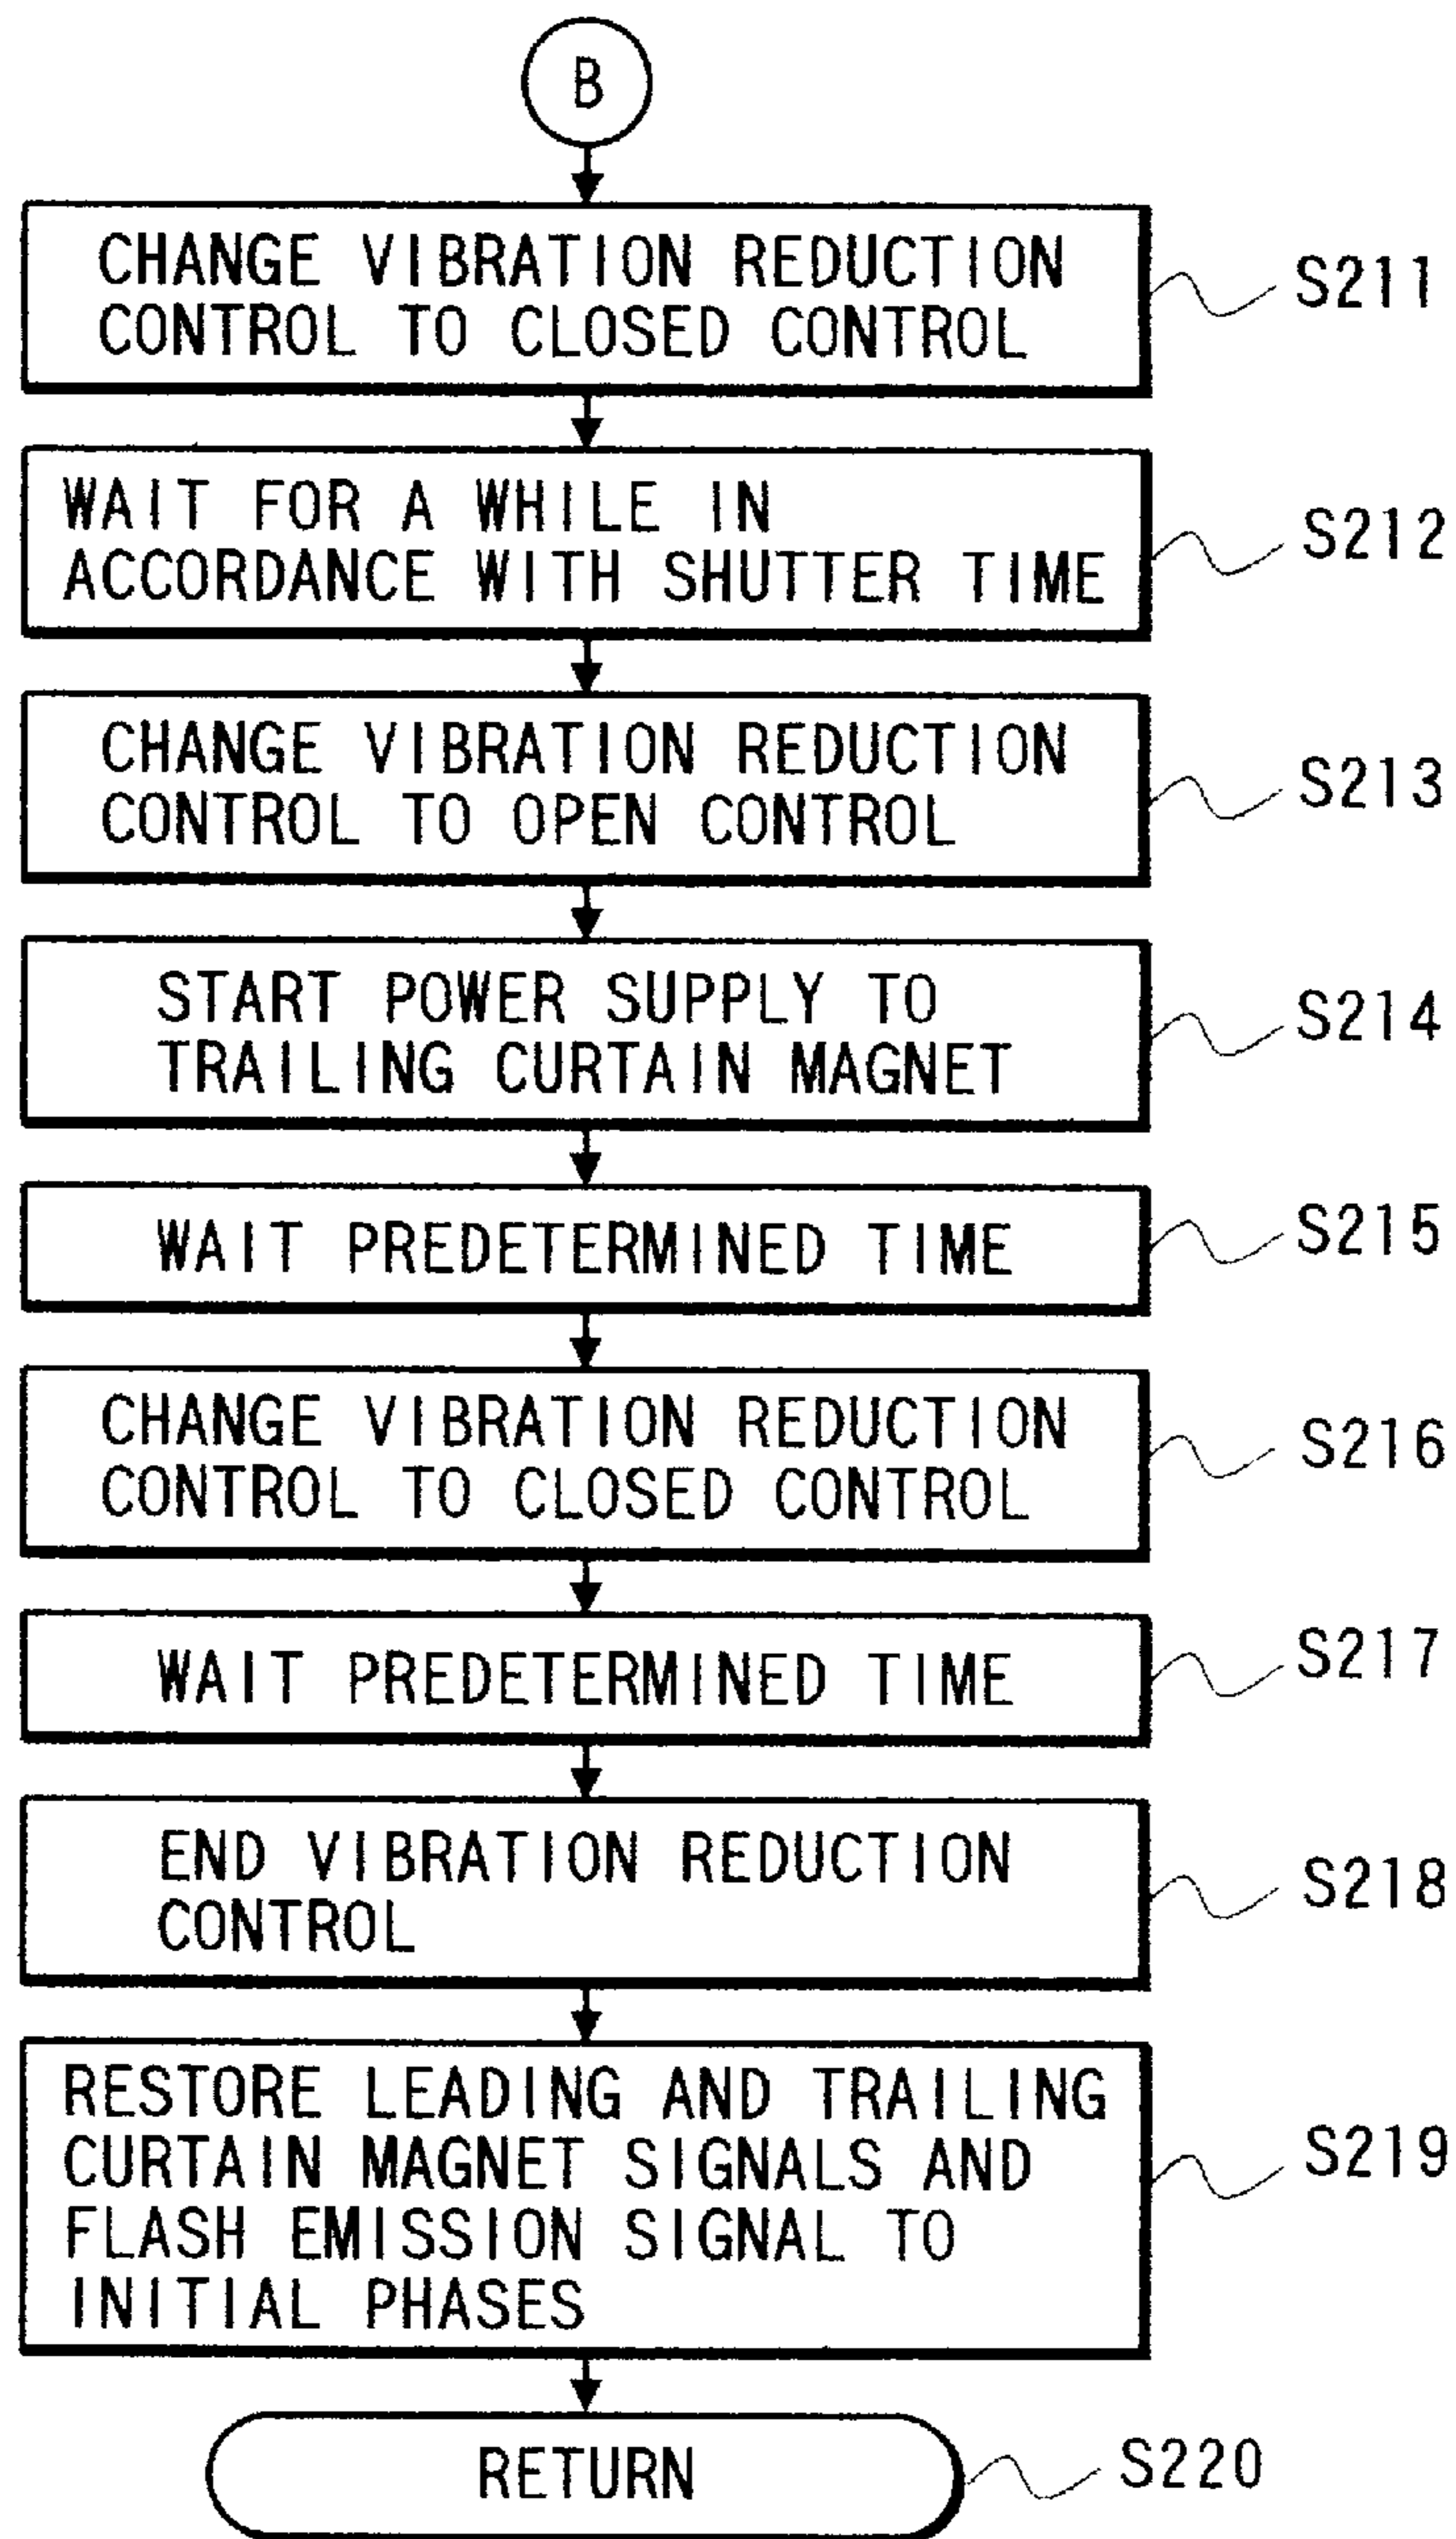 B
CHANGE VIBRATION REDUCTION
CONTROL TO CLOSED CONTROL
S211
WAIT FOR A WHILE IN
ACCORDANCE WITH SHUTTER TIME
S212
CHANGE VIBRATION REDUCTION
CONTROL TO OPEN CONTROL
S213
START POWER SUPPLY TO
TRAILING CURTAIN MAGNET
S214
WAIT PREDETERMINED TIME
S215
CHANGE VIBRATION REDUCTION
CONTROL TO CLOSED CONTROL
S216
WAIT PREDETERMINED TIME
S217
END VIBRATION REDUCTION
CONTROL
S218
RESTORE LEADING AND TRAILING
CURTAIN MAGNET SIGNALS AND
FLASH EMISSION SIGNAL TO
INITIAL PHASES
S219
RETURN
S220